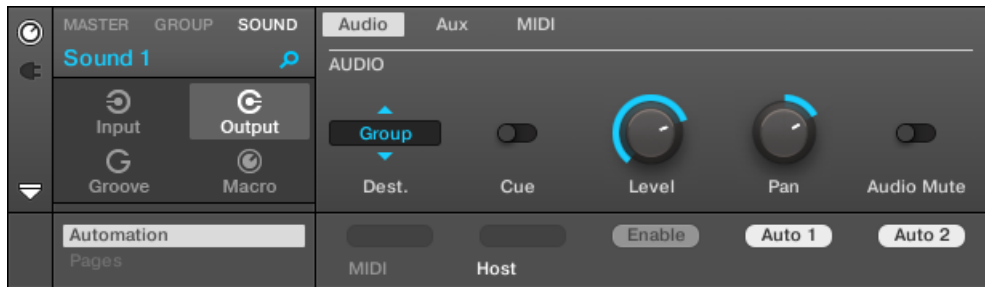 MASTER GROUP SOUND
Sound 1
Input Output
Groove Macro
Automation
Pages
Audio Aux MIDI
AUDIO
Group
Dest. Cue Level Pan Audio Mute
Enable Auto 1 Auto 2
MIDI Host